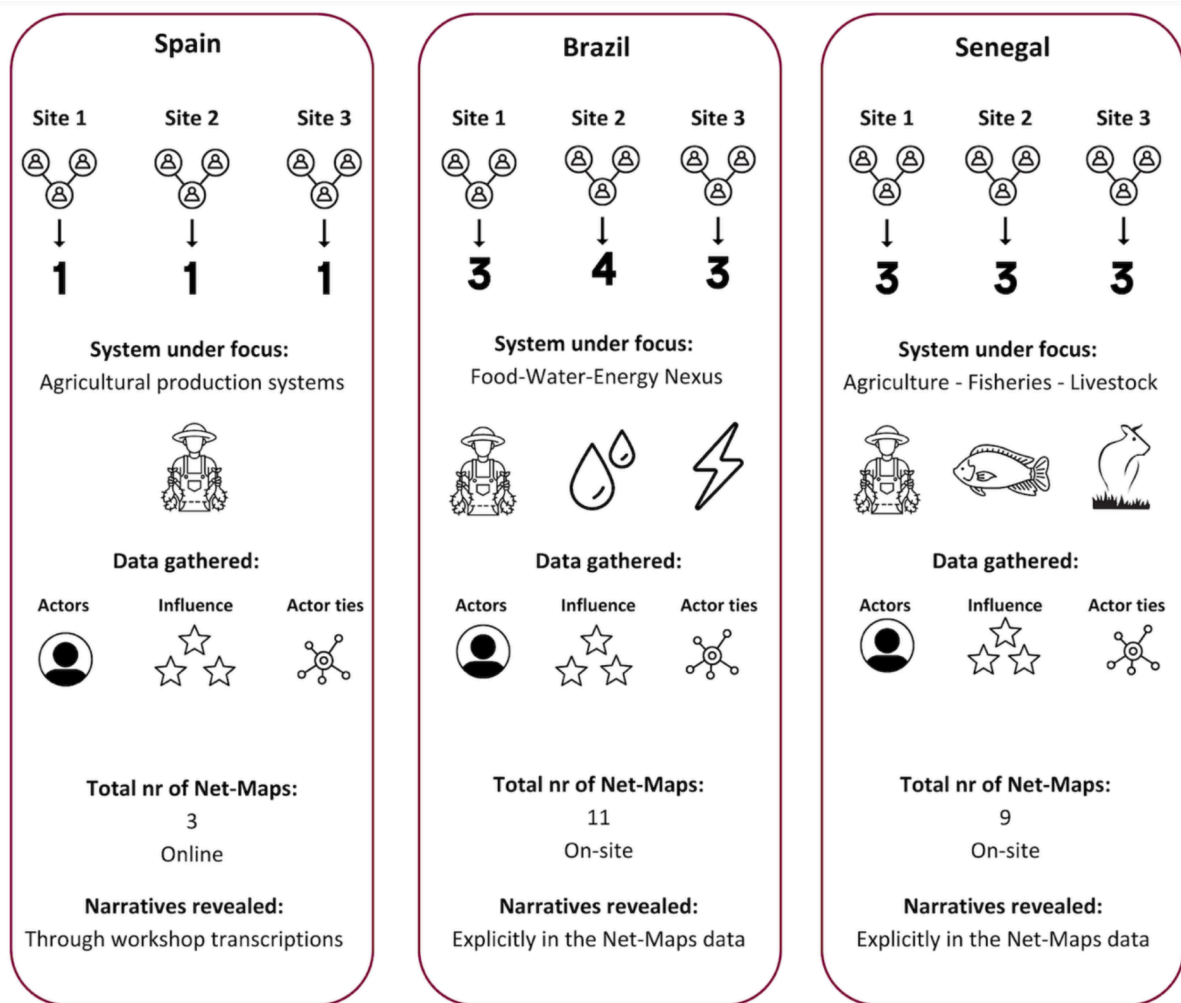 Spain
Site 1 Site 2 Site 3
1 1 1
System under focus:
Agricultural production systems
Data gathered:
Actors Influence Actor ties
Total nr of Net-Maps:
3
Online
Narratives revealed:
Through workshop transcriptions
Brazil
Site 1 Site 2 Site 3
3 4 3
System under focus:
Food-Water-Energy Nexus
Data gathered:
Actors Influence Actor ties
Total nr of Net-Maps:
11
On-site
Narratives revealed:
Explicitly in the Net-Maps data
Senegal
Site 1 Site 2 Site 3
3 3 3
System under focus:
Agriculture - Fisheries - Livestock
Data gathered:
Actors Influence Actor ties
Total nr of Net-Maps:
9
On-site
Narratives revealed:
Explicitly in the Net-Maps data